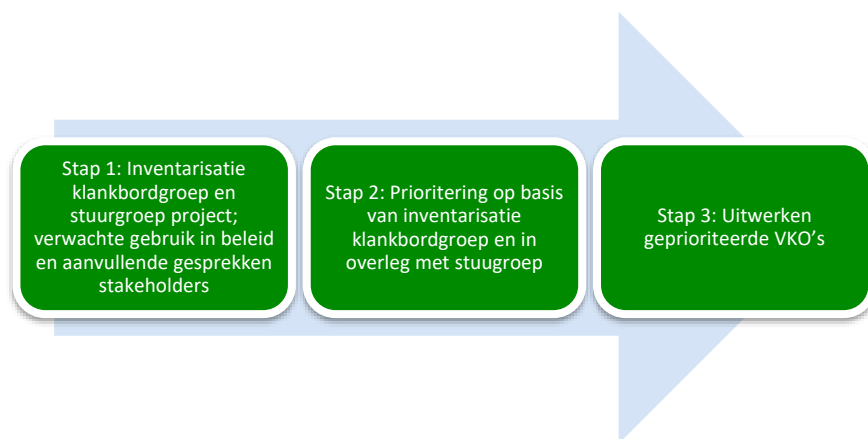 Stap 1: Inventarisatie
klankbordgroep en
stuurgroep project;
verwachte gebruik in beleid
en aanvullende gesprekken
stakeholders
Stap 2: Prioritering op basis
van inventarisatie
klankbordgroep en in
overleg met stuugroep
Stap 3: Uitwerken
geprioriteerde VKO’s